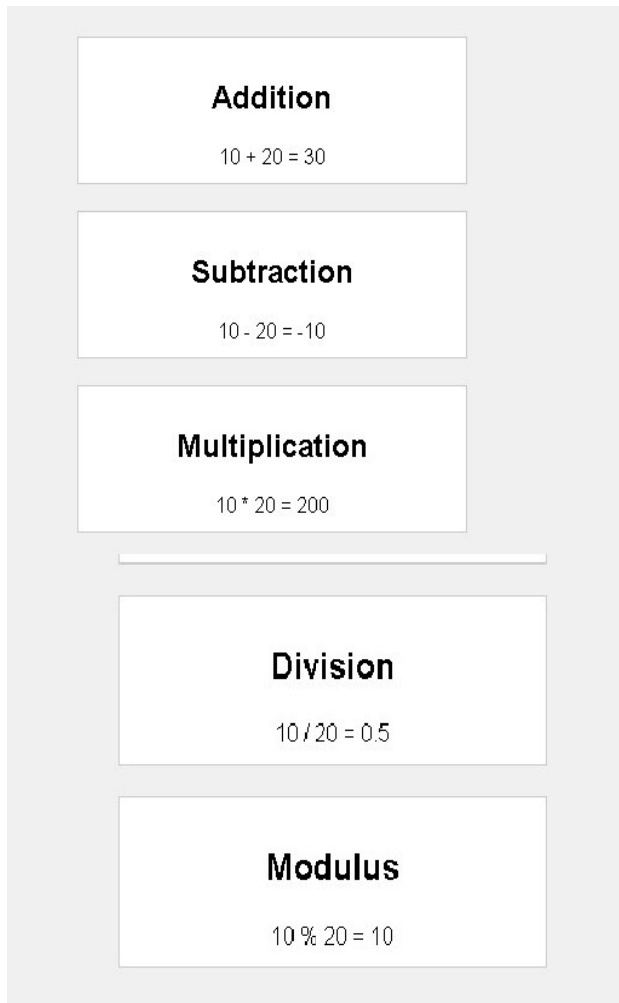 Addition
10 + 20 = 30
Subtraction
10 - 20 = -10
Multiplication
10 * 20 = 200
Division
10 / 20 = 0.5
Modulus
10 % 20 = 10